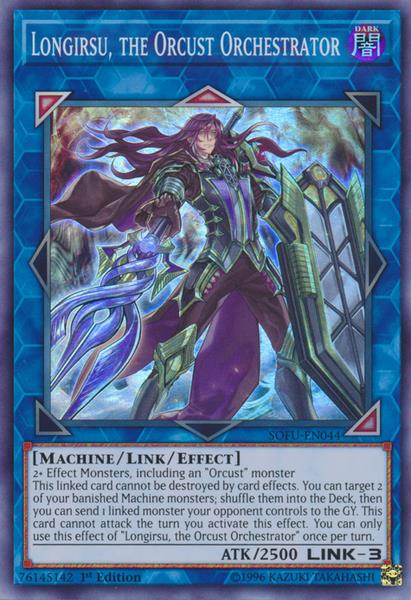 LONGIRSU, THE ORCUST ORCHESTRATOR
DARK
闇
SOFU-EN044
[MACHINE/LINK/EFFECT]
2+ Effect Monsters, including an "Orcust" monster
This linked card cannot be destroyed by card effects. You can target 2
of your banished Machine monsters; shuffle them into the Deck, then
you can send 1 linked monster your opponent controls to the GY. This
card cannot attack the turn you activate this effect. You can only
use this effect of "Longirsu, the Orcust Orchestrator" once per turn.
ATK/2500 LINK-3
76145142 1st Edition ©1996 KAZUKI TAKAHASHI